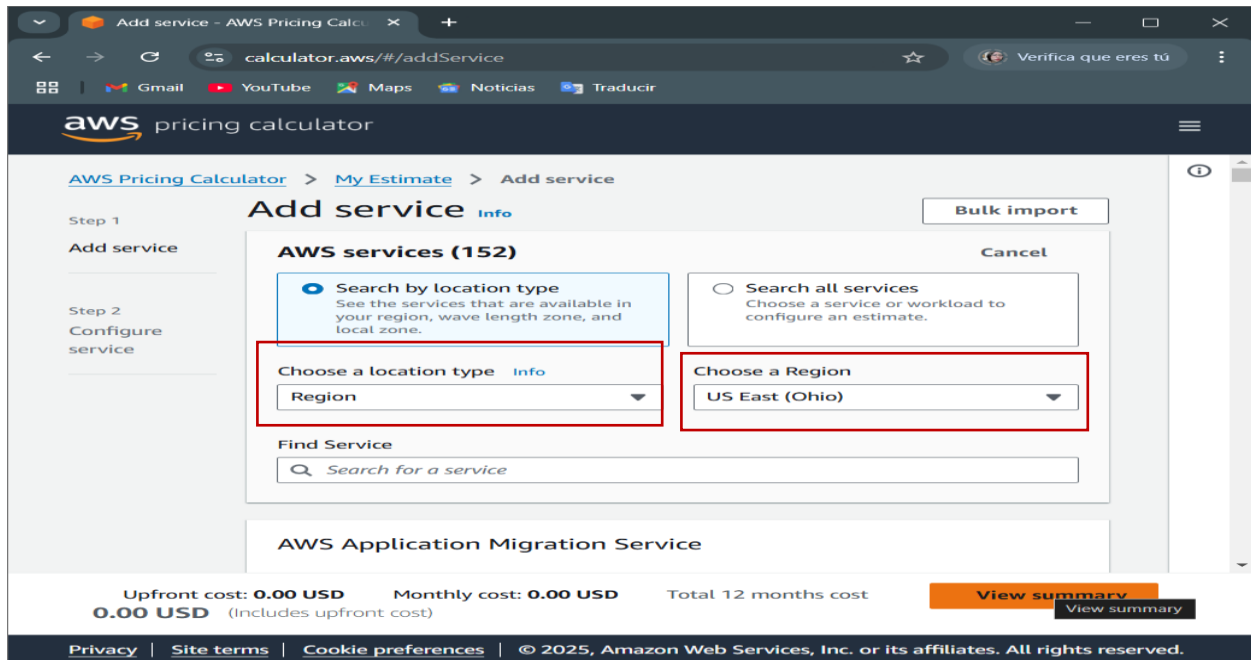 Add service - AWS Pricing Calcu
calculator.aws/#/addService
Verifica que eres tú
Gmail YouTube Maps Noticias Traducir
aws pricing calculator
AWS Pricing Calculator > My Estimate > Add service
Step 1
Add service
Step 2
Configure
service
Add service Info
Bulk import
AWS services (152)
Cancel
Search by location type
See the services that are available in
your region, wave length zone, and
local zone.
Search all services
Choose a service or workload to
configure an estimate.
Choose a location type Info
Region
Choose a Region
US East (Ohio)
Find Service
Search for a service
AWS Application Migration Service
Upfront cost: 0.00 USD Monthly cost: 0.00 USD Total 12 months cost
0.00 USD (Includes upfront cost)
View summary
View summary
Privacy | Site terms | Cookie preferences | © 2025, Amazon Web Services, Inc. or its affiliates. All rights reserved.